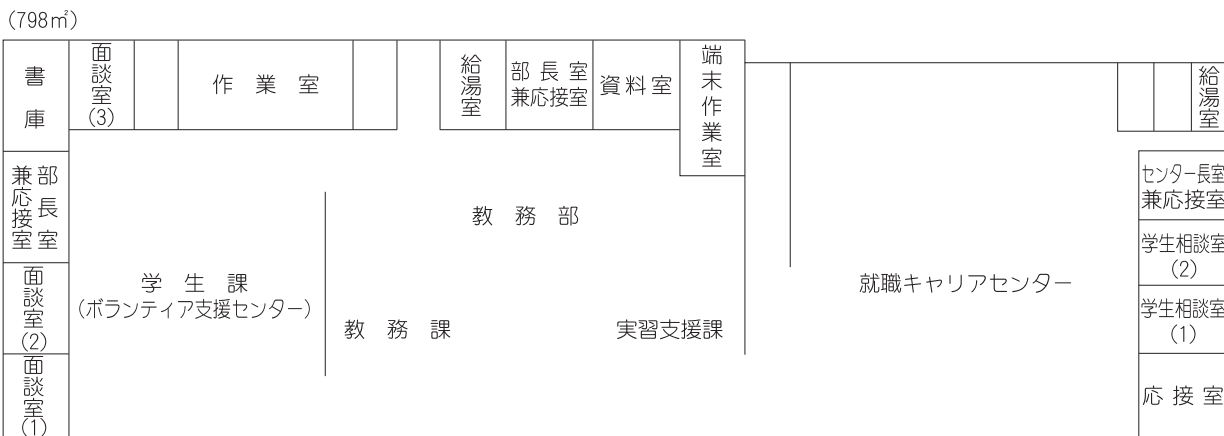 (798㎡)
書庫
面談室(3)
作業室
給湯室
部長室
兼応接室
資料室
端末作業室
給湯室
部長室
兼応接室
センター長室
兼応接室
教務部
学生相談室
(2)
面談室(2)
学生課
(ボランティア支援センター)
就職キャリアセンター
教務課
実習支援課
学生相談室
(1)
面談室(1)
応接室